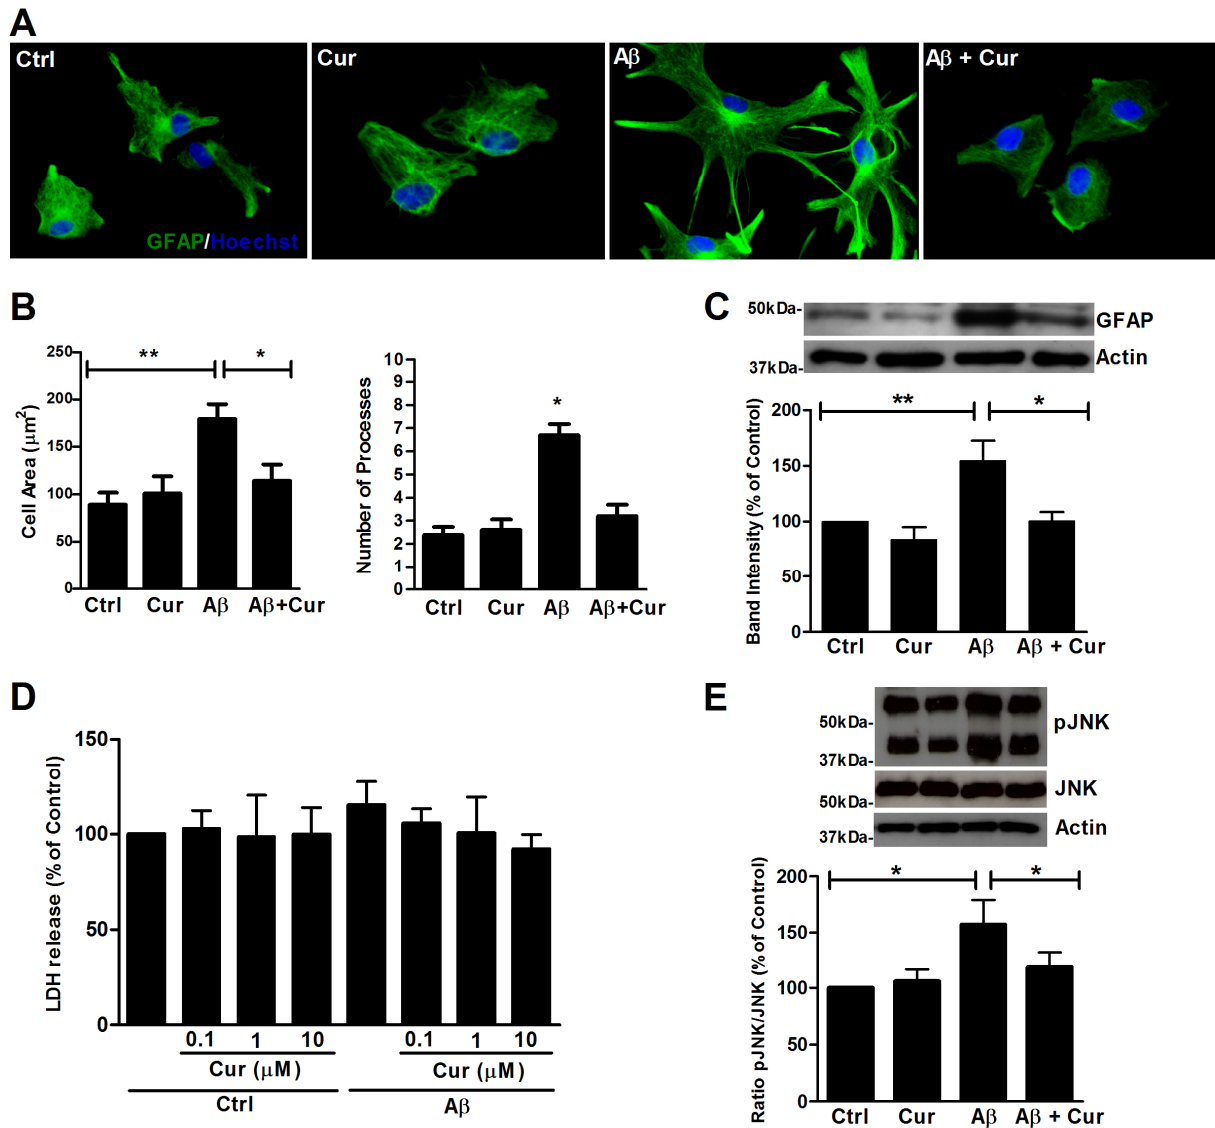 A
Ctrl
Cur
Aβ
Aβ + Cur
GFAP/Hoechst
B
Cell Area (μm²)
250
200
150
100
50
0
** *
Ctrl Cur Aβ Aβ+Cur
Number of Processes
10
9
8
7
6
5
4
3
2
1
0
*
Ctrl Cur Aβ Aβ+Cur
C
50kDa-
GFAP
37kDa-
Actin
Band Intensity (% of Control)
200
150
100
50
0
** *
Ctrl Cur Aβ Aβ + Cur
D
LDH release (% of Control)
150
100
50
0
0.1 1 10 0.1 1 10
Cur (μM) Cur (μM)
Ctrl Aβ
E
50kDa-
pJNK
37kDa-
50kDa-
JNK
37kDa-
Actin
Ratio pJNK/JNK (% of Control)
200
150
100
50
0
* *
Ctrl Cur Aβ Aβ + Cur